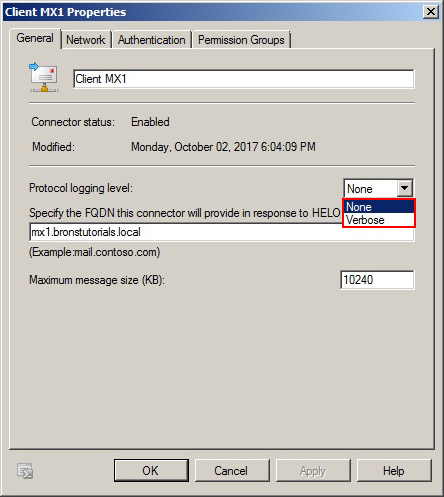 Client MX1 Properties
General Network Authentication Permission Groups
Client MX1
Connector status: Enabled
Modified: Monday, October 02, 2017 6:04:09 PM
Protocol logging level: None
None
Specify the FQDN this connector will provide in response to HELO
Verbose
mx1.bronstutorials.local
(Example:mail.contoso.com)
Maximum message size (KB): 10240
OK Cancel Apply Help